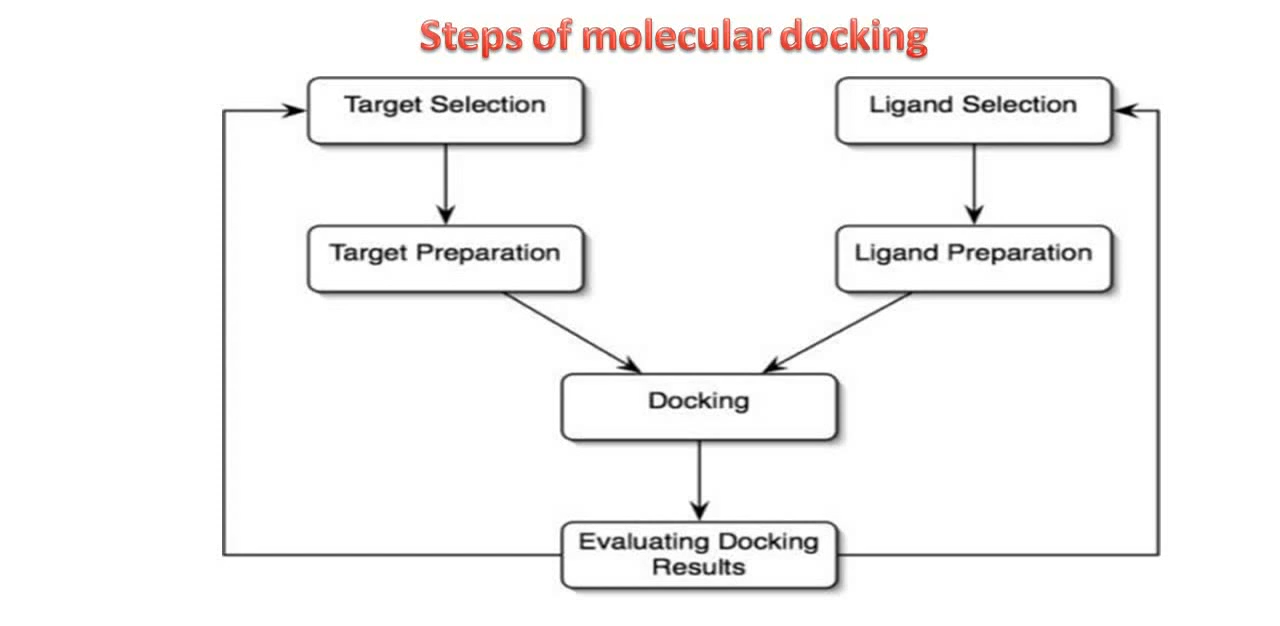 Steps of molecular docking
Target Selection
Ligand Selection
Target Preparation
Ligand Preparation
Docking
Evaluating Docking
Results